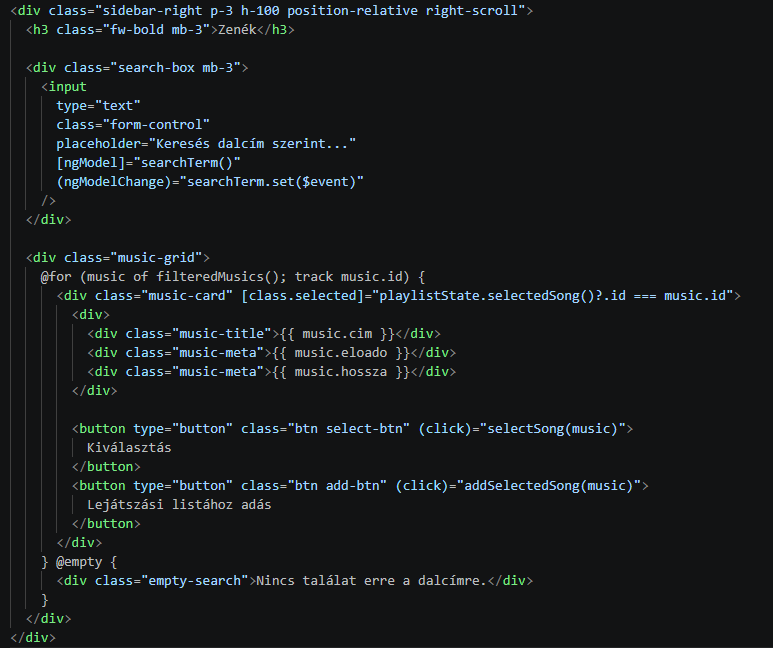 <div class="sidebar-right p-3 h-100 position-relative right-scroll">
  <h3 class="fw-bold mb-3">Zenék</h3>

  <div class="search-box mb-3">
    <input
      type="text"
      class="form-control"
      placeholder="Keresés dalcím szerint..."
      [ngModel]="searchTerm()"
      (ngModelChange)="searchTerm.set($event)"
    />
  </div>

  <div class="music-grid">
    @for (music of filteredMusics(); track music.id) {
      <div class="music-card" [class.selected]="playlistState.selectedSong()?.id === music.id">
        <div>
          <div class="music-title">{{ music.cim }}</div>
          <div class="music-meta">{{ music.eloado }}</div>
          <div class="music-meta">{{ music.hossza }}</div>
        </div>

        <button type="button" class="btn select-btn" (click)="selectSong(music)">
          Kiválasztás
        </button>
        <button type="button" class="btn add-btn" (click)="addSelectedSong(music)">
          Lejátszási listához adás
        </button>
      </div>
    } @empty {
      <div class="empty-search">Nincs találat erre a dalcímre.</div>
    }
  </div>
</div>